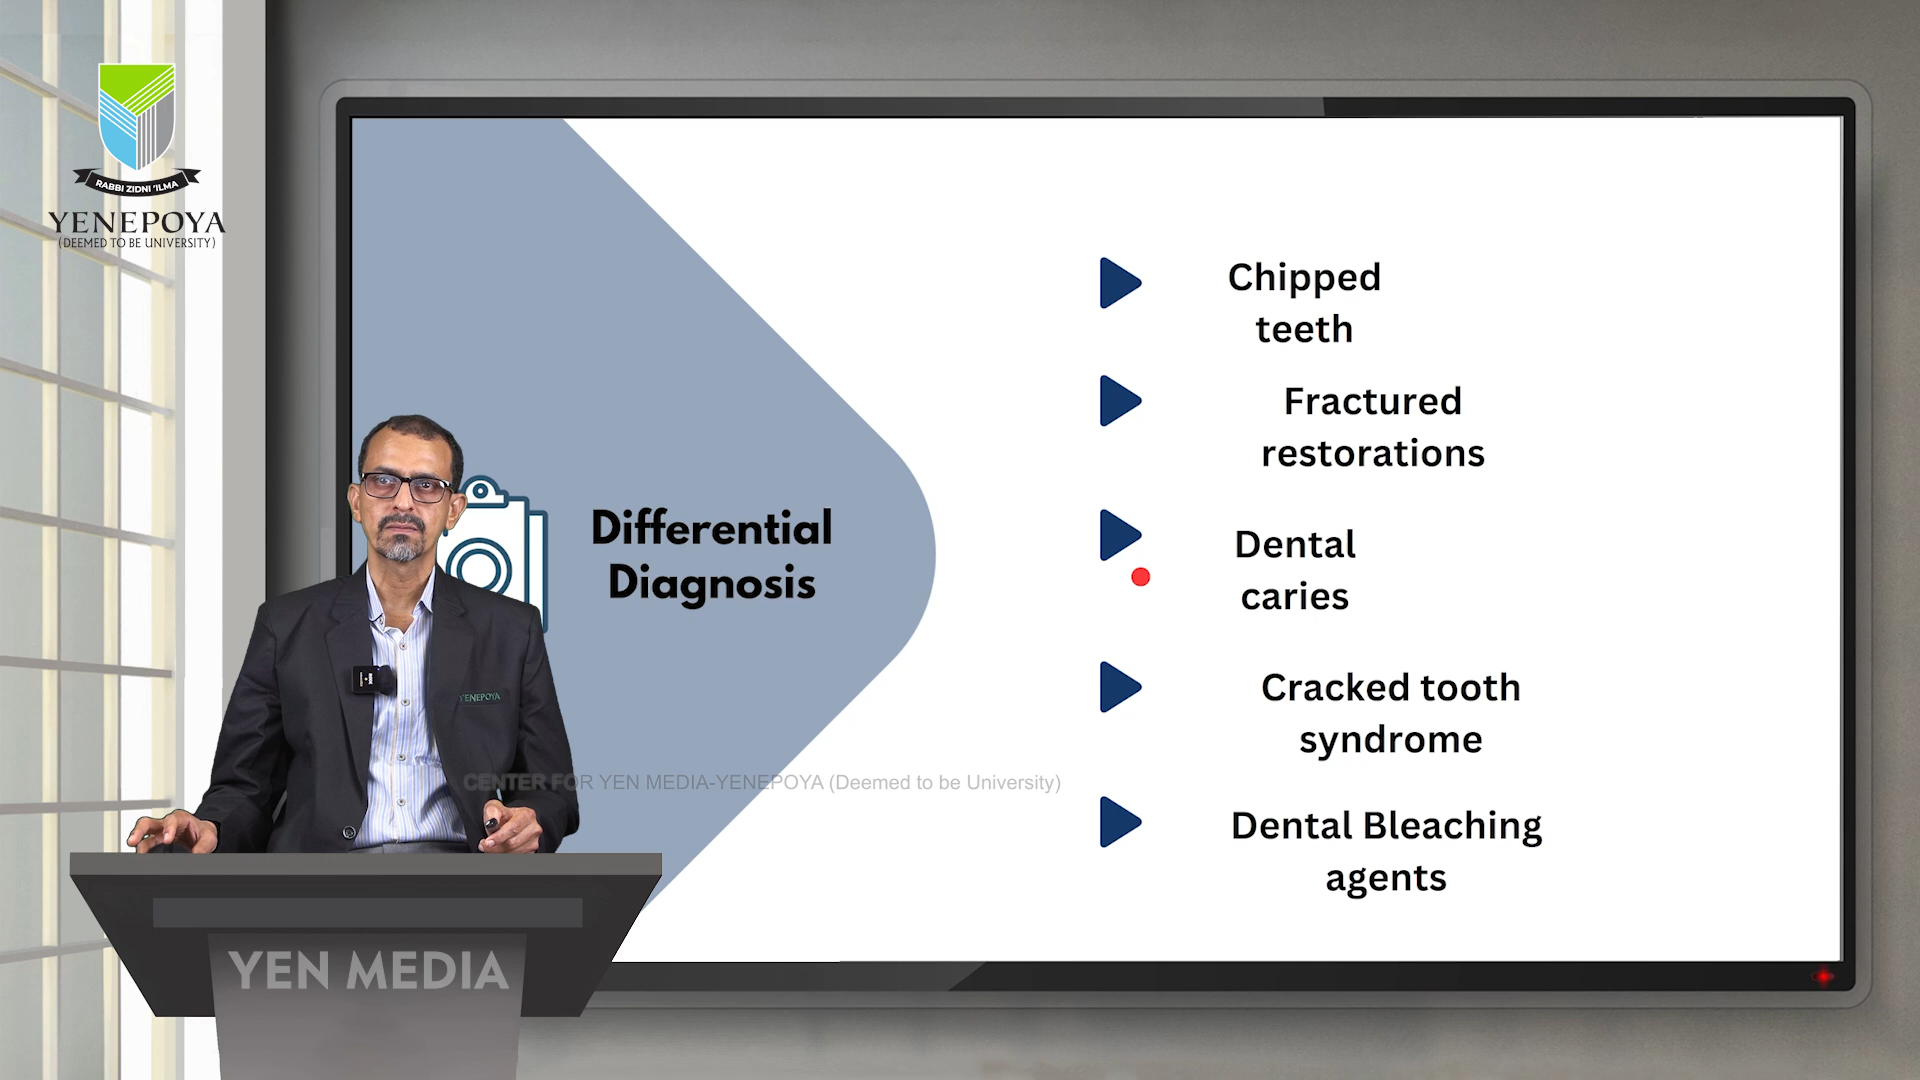 RABBI ZIDNI 'ILMA
YENEPOYA
(DEEMED TO BE UNIVERSITY)
Differential
Diagnosis
Chipped
teeth
Fractured
restorations
Dental
caries
Cracked tooth
syndrome
Dental Bleaching
agents
YENEPOYA
CENTER FOR YEN MEDIA-YENEPOYA (Deemed to be University)
YEN MEDIA